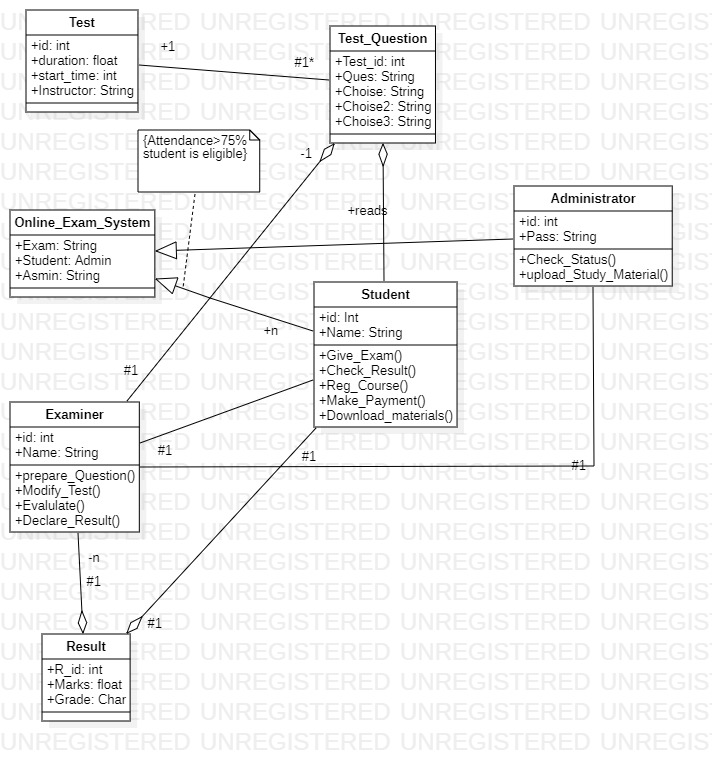 Test
+id: int
+duration: float
+start_time: int
+Instructor: String
+1
#1*
Test_Question
+Test_id: int
+Ques: String
+Choise: String
+Choise2: String
+Choise3: String
{Attendance>75%
student is eligible}
-1
+reads
Online_Exam_System
+Exam: String
+Student: Admin
+Asmin: String
Administrator
+id: int
+Pass: String
+Check_Status()
+upload_Study_Material()
Student
+id: Int
+Name: String
+Give_Exam()
+Check_Result()
+Reg_Course()
+Make_Payment()
+Download_materials()
+n
#1
Examiner
+id: int
+Name: String
+prepare_Question()
+Modify_Test()
+Evalulate()
+Declare_Result()
#1
#1
#1
-n
#1
#1
Result
+R_id: int
+Marks: float
+Grade: Char
UNREGISTERED